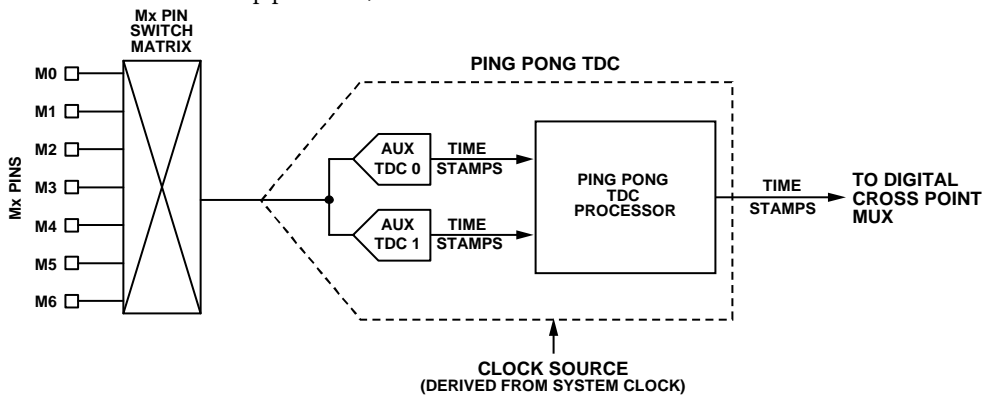 Mx PIN
SWITCH
MATRIX
PING PONG TDC
M0
M1
M2
M3
M4
M5
M6
Mx PINS
AUX
TDC 0
TIME
STAMPS
AUX
TDC 1
TIME
STAMPS
PING PONG
TDC
PROCESSOR
TIME
STAMPS
TO DIGITAL
CROSS POINT
MUX
CLOCK SOURCE
(DERIVED FROM SYSTEM CLOCK)